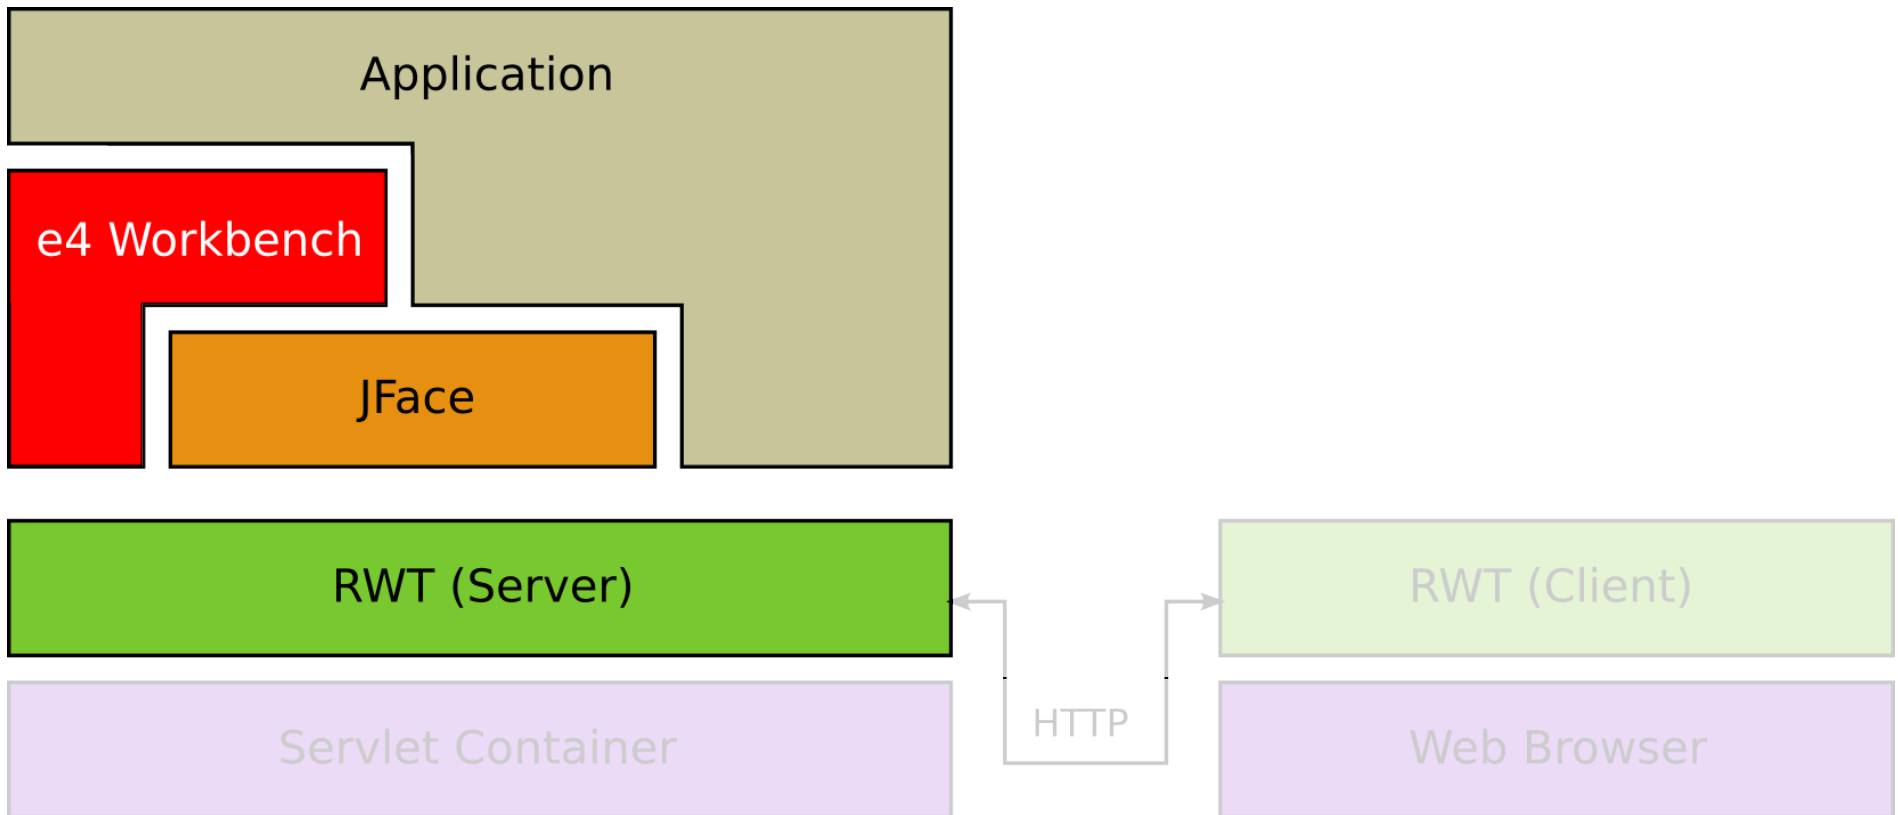 Application
e4 Workbench
JFace
RWT (Server)
RWT (Client)
HTTP
Servlet Container
Web Browser